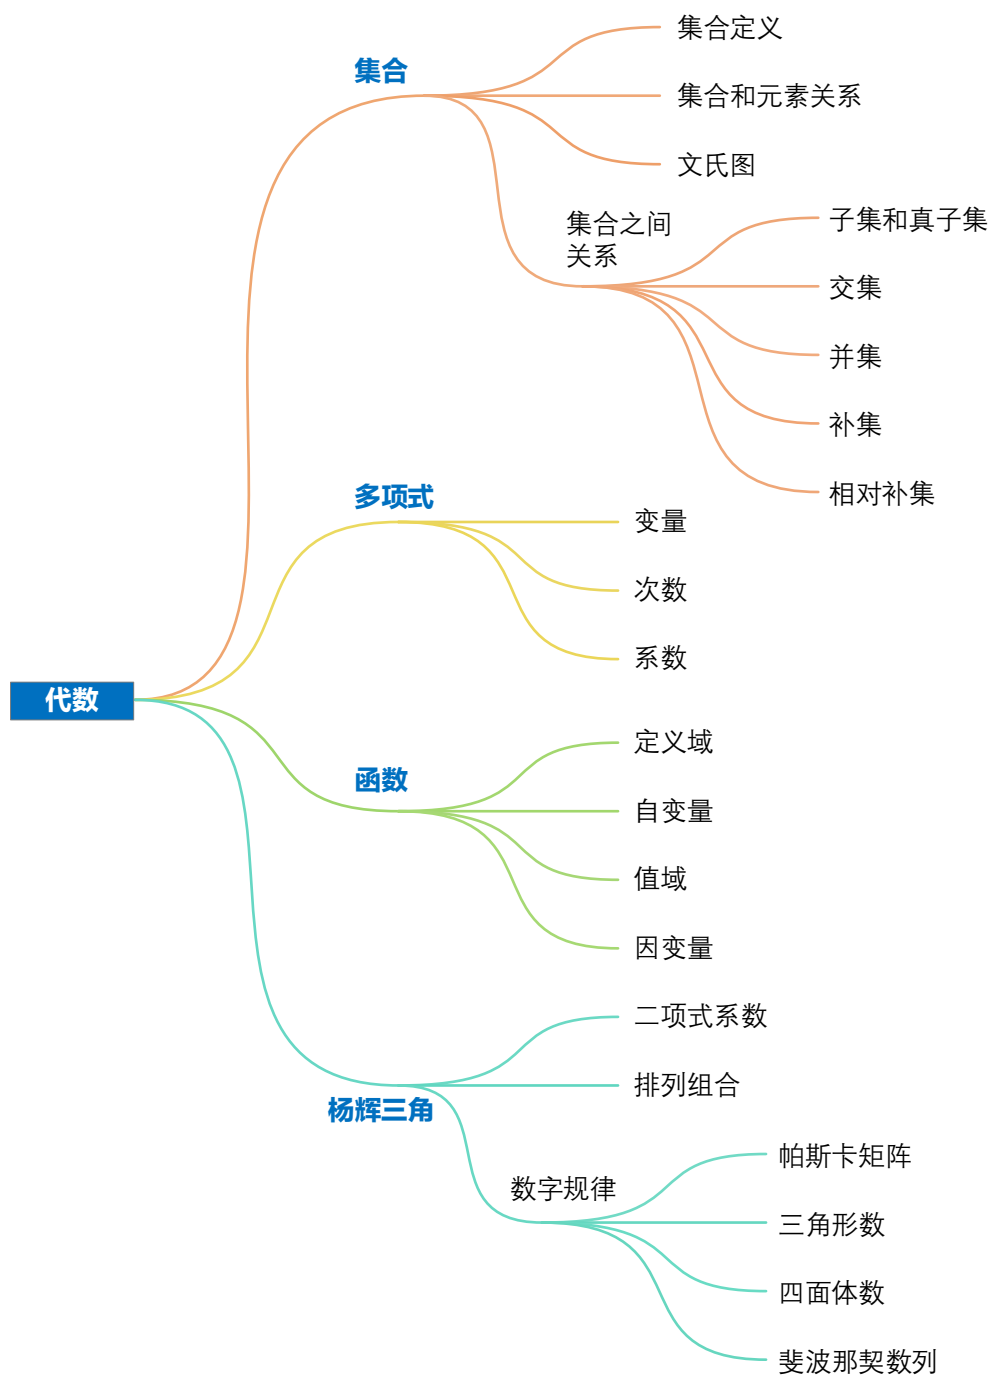 代数
集合
集合定义
集合和元素关系
文氏图
集合之间
关系
子集和真子集
交集
并集
补集
相对补集
多项式
变量
次数
系数
函数
定义域
自变量
值域
因变量
杨辉三角
二项式系数
排列组合
数字规律
帕斯卡矩阵
三角形数
四面体数
斐波那契数列